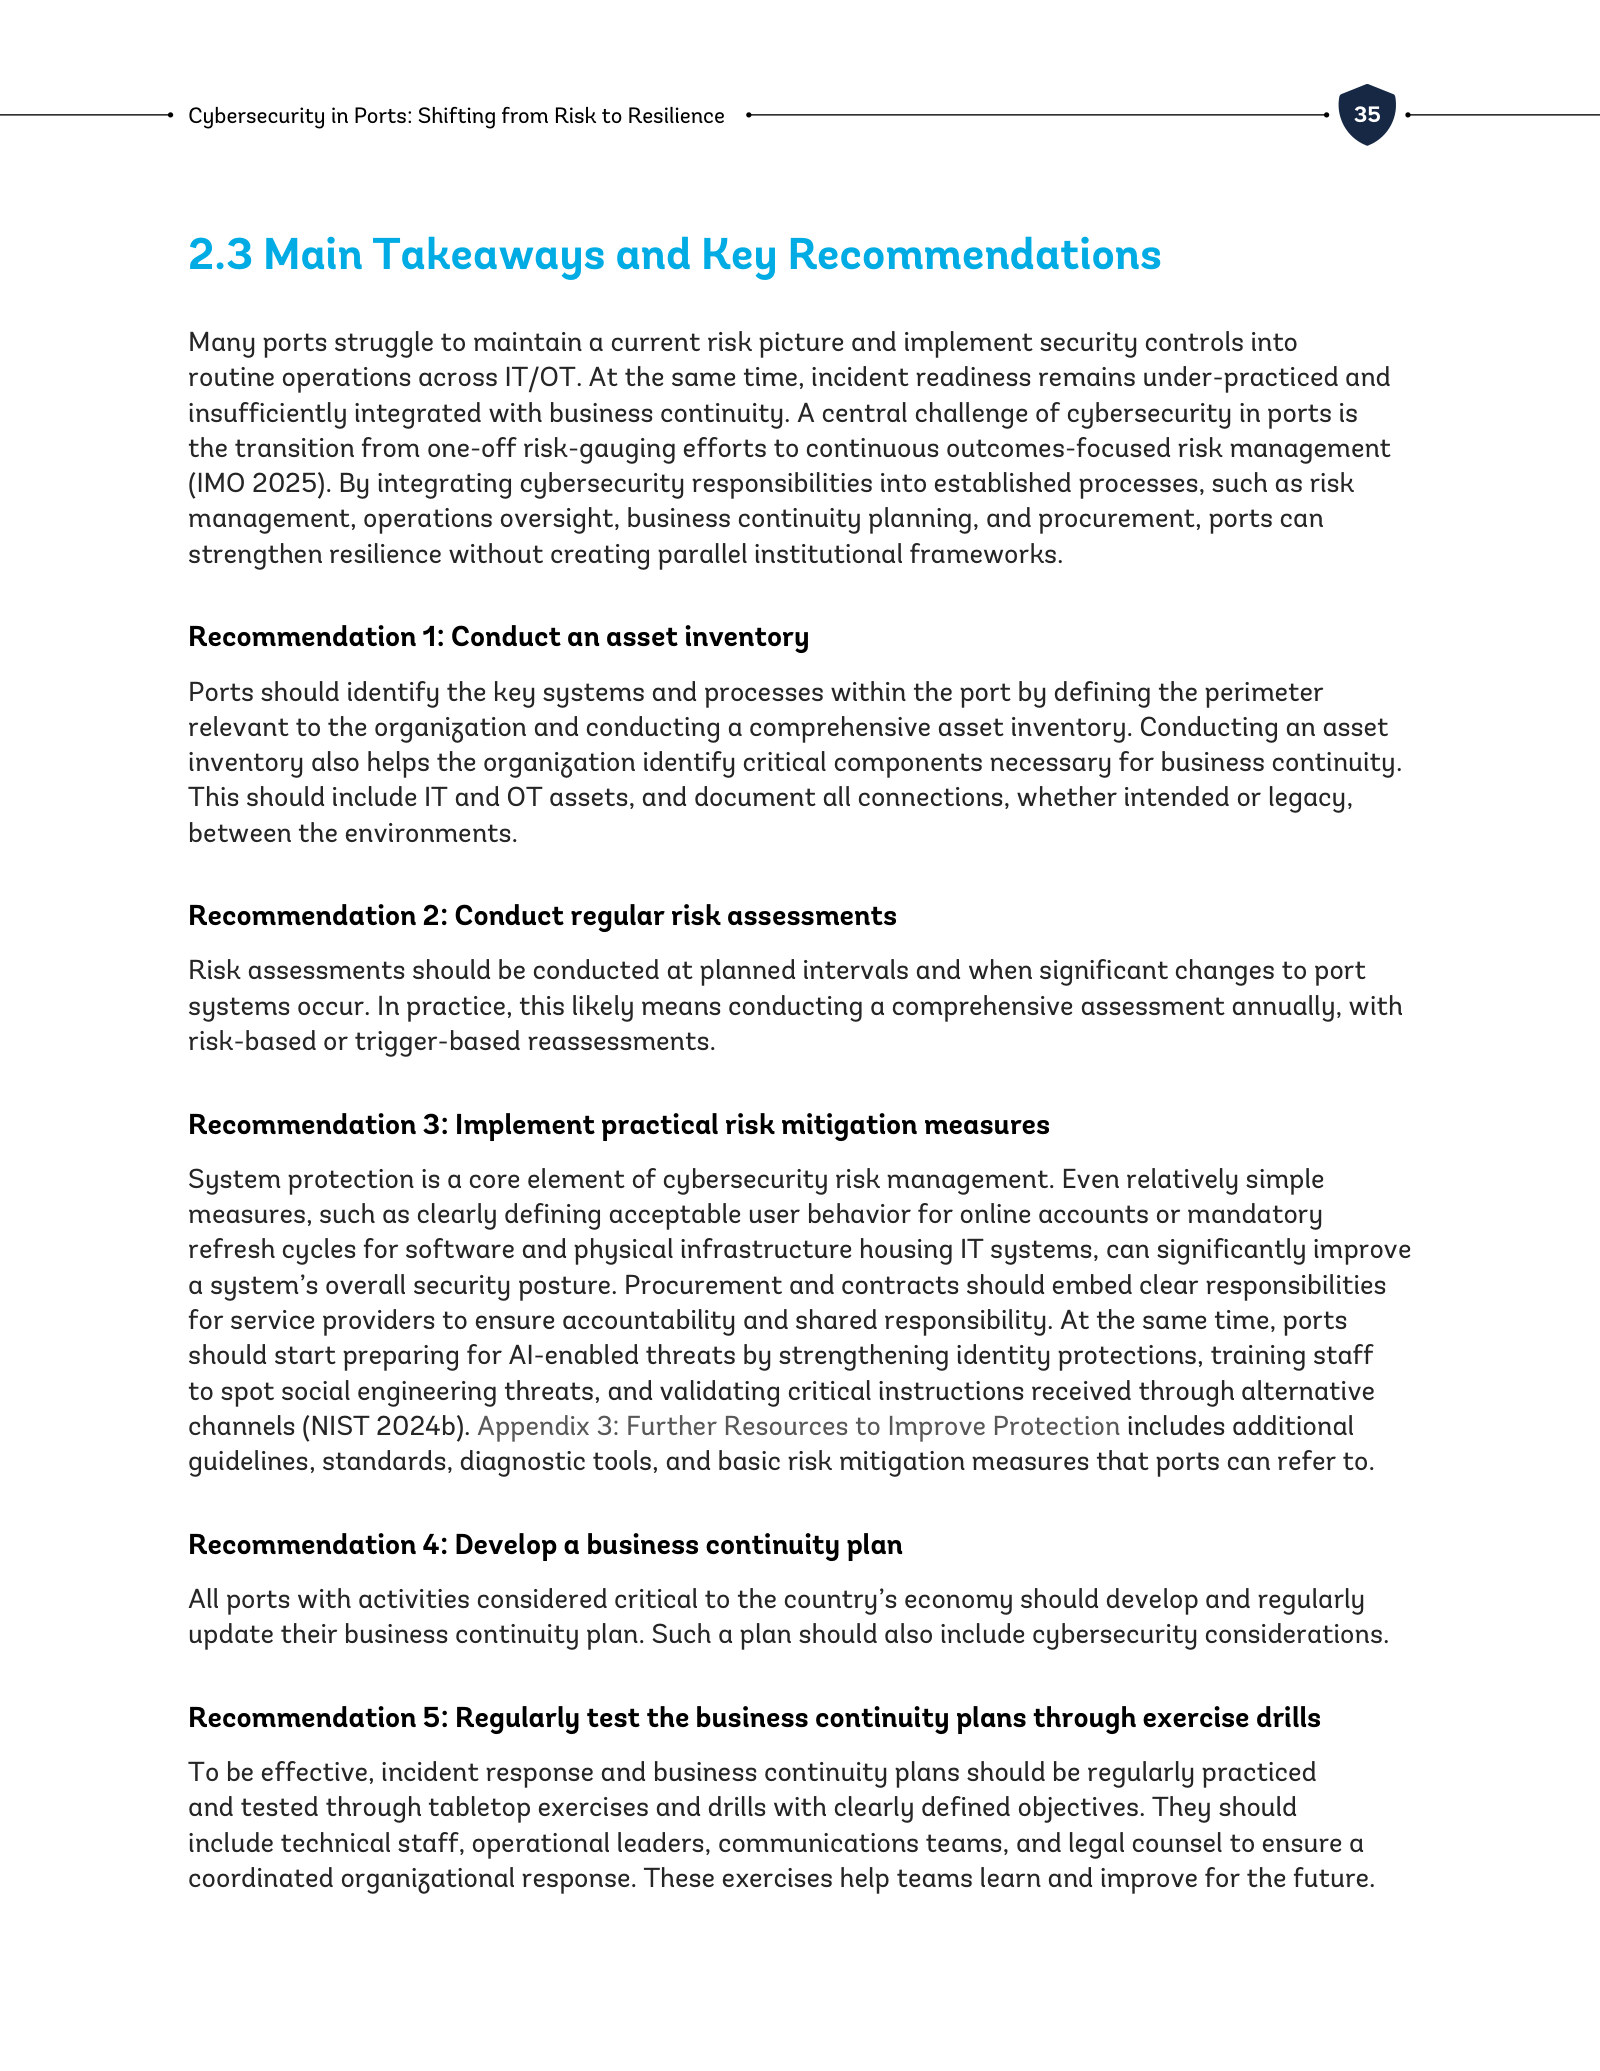 Cybersecurity in Ports: Shifting from Risk to Resilience
35
2.3 Main Takeaways and Key Recommendations
Many ports struggle to maintain a current risk picture and implement security controls into
routine operations across IT/OT. At the same time, incident readiness remains under-practiced and
insufficiently integrated with business continuity. A central challenge of cybersecurity in ports is
the transition from one-off risk-gauging efforts to continuous outcomes-focused risk management
(IMO 2025). By integrating cybersecurity responsibilities into established processes, such as risk
management, operations oversight, business continuity planning, and procurement, ports can
strengthen resilience without creating parallel institutional frameworks.
Recommendation 1: Conduct an asset inventory
Ports should identify the key systems and processes within the port by defining the perimeter
relevant to the organization and conducting a comprehensive asset inventory. Conducting an asset
inventory also helps the organization identify critical components necessary for business continuity.
This should include IT and OT assets, and document all connections, whether intended or legacy,
between the environments.
Recommendation 2: Conduct regular risk assessments
Risk assessments should be conducted at planned intervals and when significant changes to port
systems occur. In practice, this likely means conducting a comprehensive assessment annually, with
risk-based or trigger-based reassessments.
Recommendation 3: Implement practical risk mitigation measures
System protection is a core element of cybersecurity risk management. Even relatively simple
measures, such as clearly defining acceptable user behavior for online accounts or mandatory
refresh cycles for software and physical infrastructure housing IT systems, can significantly improve
a system’s overall security posture. Procurement and contracts should embed clear responsibilities
for service providers to ensure accountability and shared responsibility. At the same time, ports
should start preparing for AI-enabled threats by strengthening identity protections, training staff
to spot social engineering threats, and validating critical instructions received through alternative
channels (NIST 2024b). Appendix 3: Further Resources to Improve Protection includes additional
guidelines, standards, diagnostic tools, and basic risk mitigation measures that ports can refer to.
Recommendation 4: Develop a business continuity plan
All ports with activities considered critical to the country’s economy should develop and regularly
update their business continuity plan. Such a plan should also include cybersecurity considerations.
Recommendation 5: Regularly test the business continuity plans through exercise drills
To be effective, incident response and business continuity plans should be regularly practiced
and tested through tabletop exercises and drills with clearly defined objectives. They should
include technical staff, operational leaders, communications teams, and legal counsel to ensure a
coordinated organizational response. These exercises help teams learn and improve for the future.